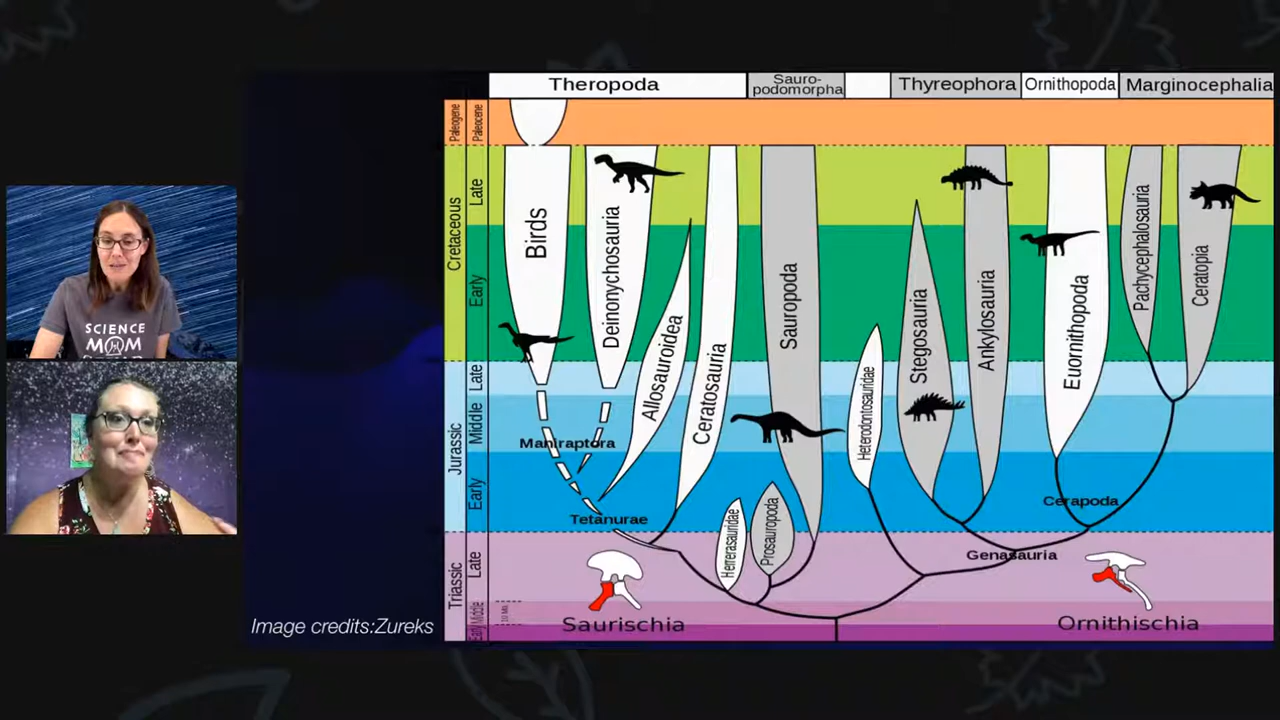 Theropoda
Sauro-
podomorpha
Thyreophora
Ornithopoda
Marginocephalia
Paleogene
Paleocene
Cretaceous
Late
Early
Jurassic
Late
Middle
Early
Triassic
Late
Middle
Early
Birds
Deinonychosauria
Allosauroidea
Ceratosauria
Sauropoda
Heterodontosauridae
Stegosauria
Ankylosauria
Euornithopoda
Pachycephalosauria
Ceratopia
Maniraptora
Tetanurae
Herrerasauridae
Prosauropoda
Cerapoda
Genasauria
Saurischia
Ornithischia
SCIENCE
MOM
Image credits:Zureks